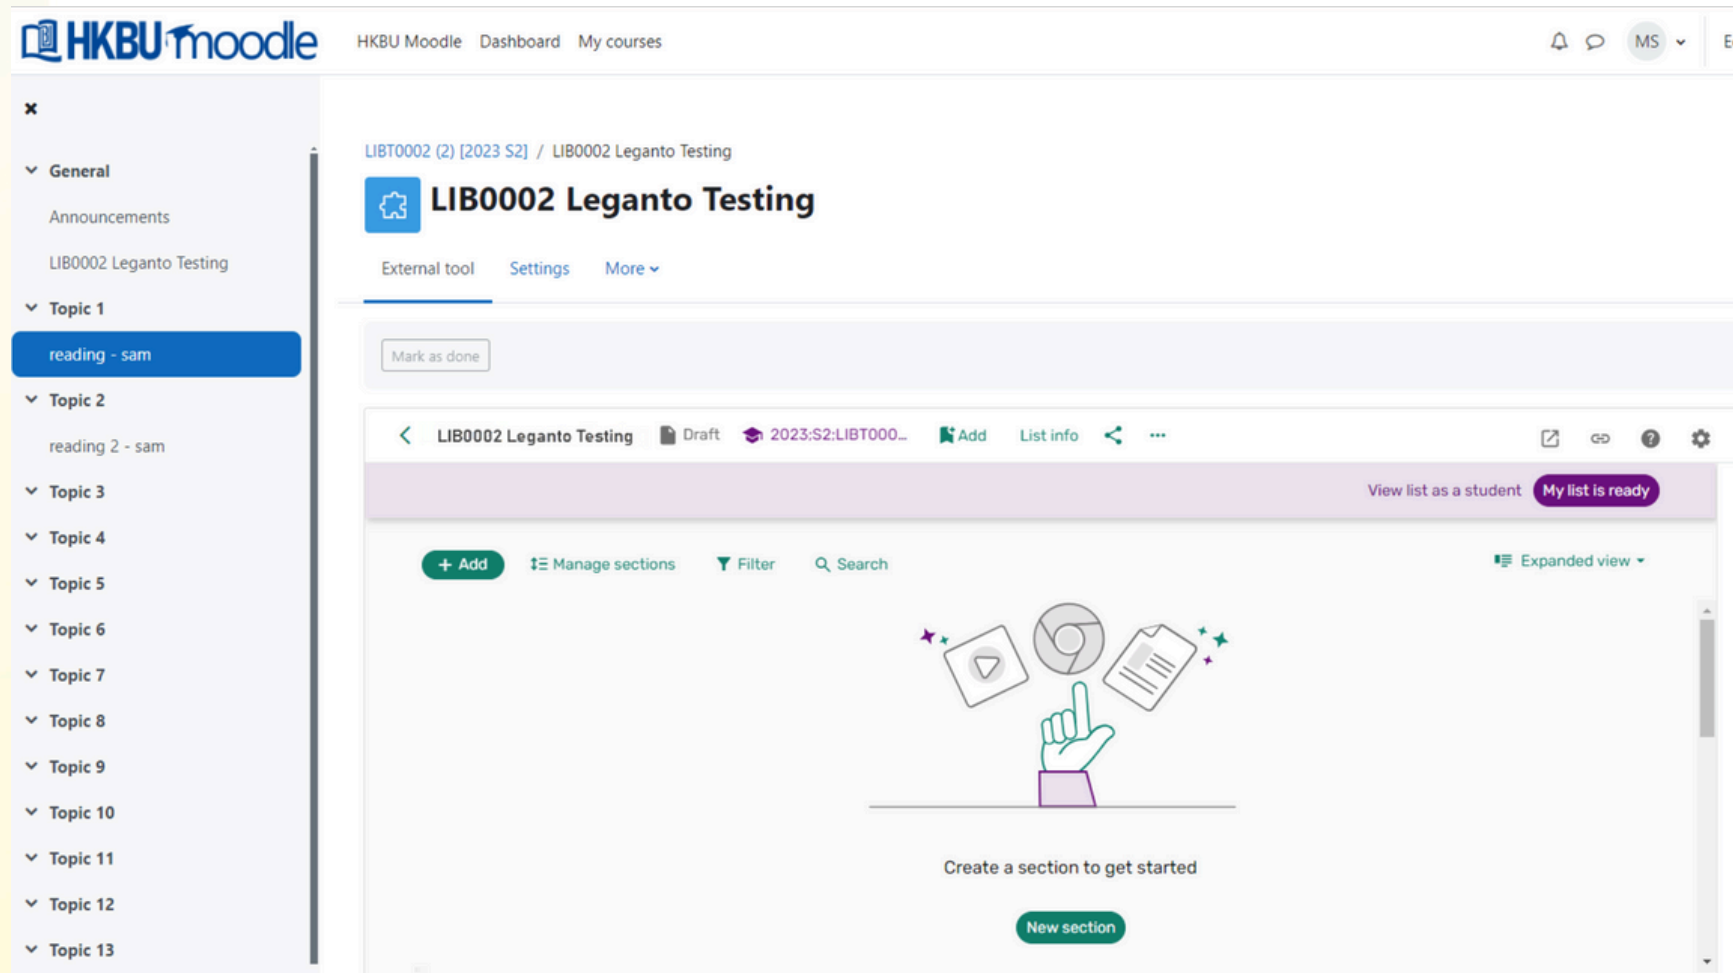 HKBU moodle HKBU Moodle Dashboard My courses MS
General
Announcements
LIB0002 Leganto Testing
Topic 1
reading - sam
Topic 2
reading 2 - sam
Topic 3
Topic 4
Topic 5
Topic 6
Topic 7
Topic 8
Topic 9
Topic 10
Topic 11
Topic 12
Topic 13
LIBT0002 (2) [2023 S2] / LIB0002 Leganto Testing
LIB0002 Leganto Testing
External tool Settings More
Mark as done
LIB0002 Leganto Testing Draft 2023:S2:LIBT000... Add List info
View list as a student My list is ready
+ Add Manage sections Filter Search Expanded view
Create a section to get started
New section